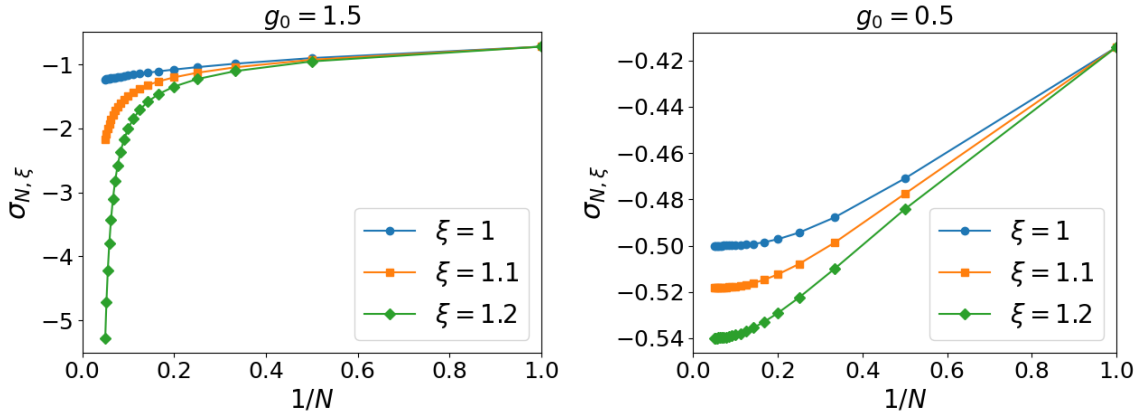 g₀ = 1.5
σ_{N, ξ}
−1
−2
−3
−4
−5
ξ = 1
ξ = 1.1
ξ = 1.2
0.0 0.2 0.4 0.6 0.8 1.0
1/N
g₀ = 0.5
σ_{N, ξ}
−0.42
−0.44
−0.46
−0.48
−0.50
−0.52
−0.54
ξ = 1
ξ = 1.1
ξ = 1.2
0.0 0.2 0.4 0.6 0.8 1.0
1/N